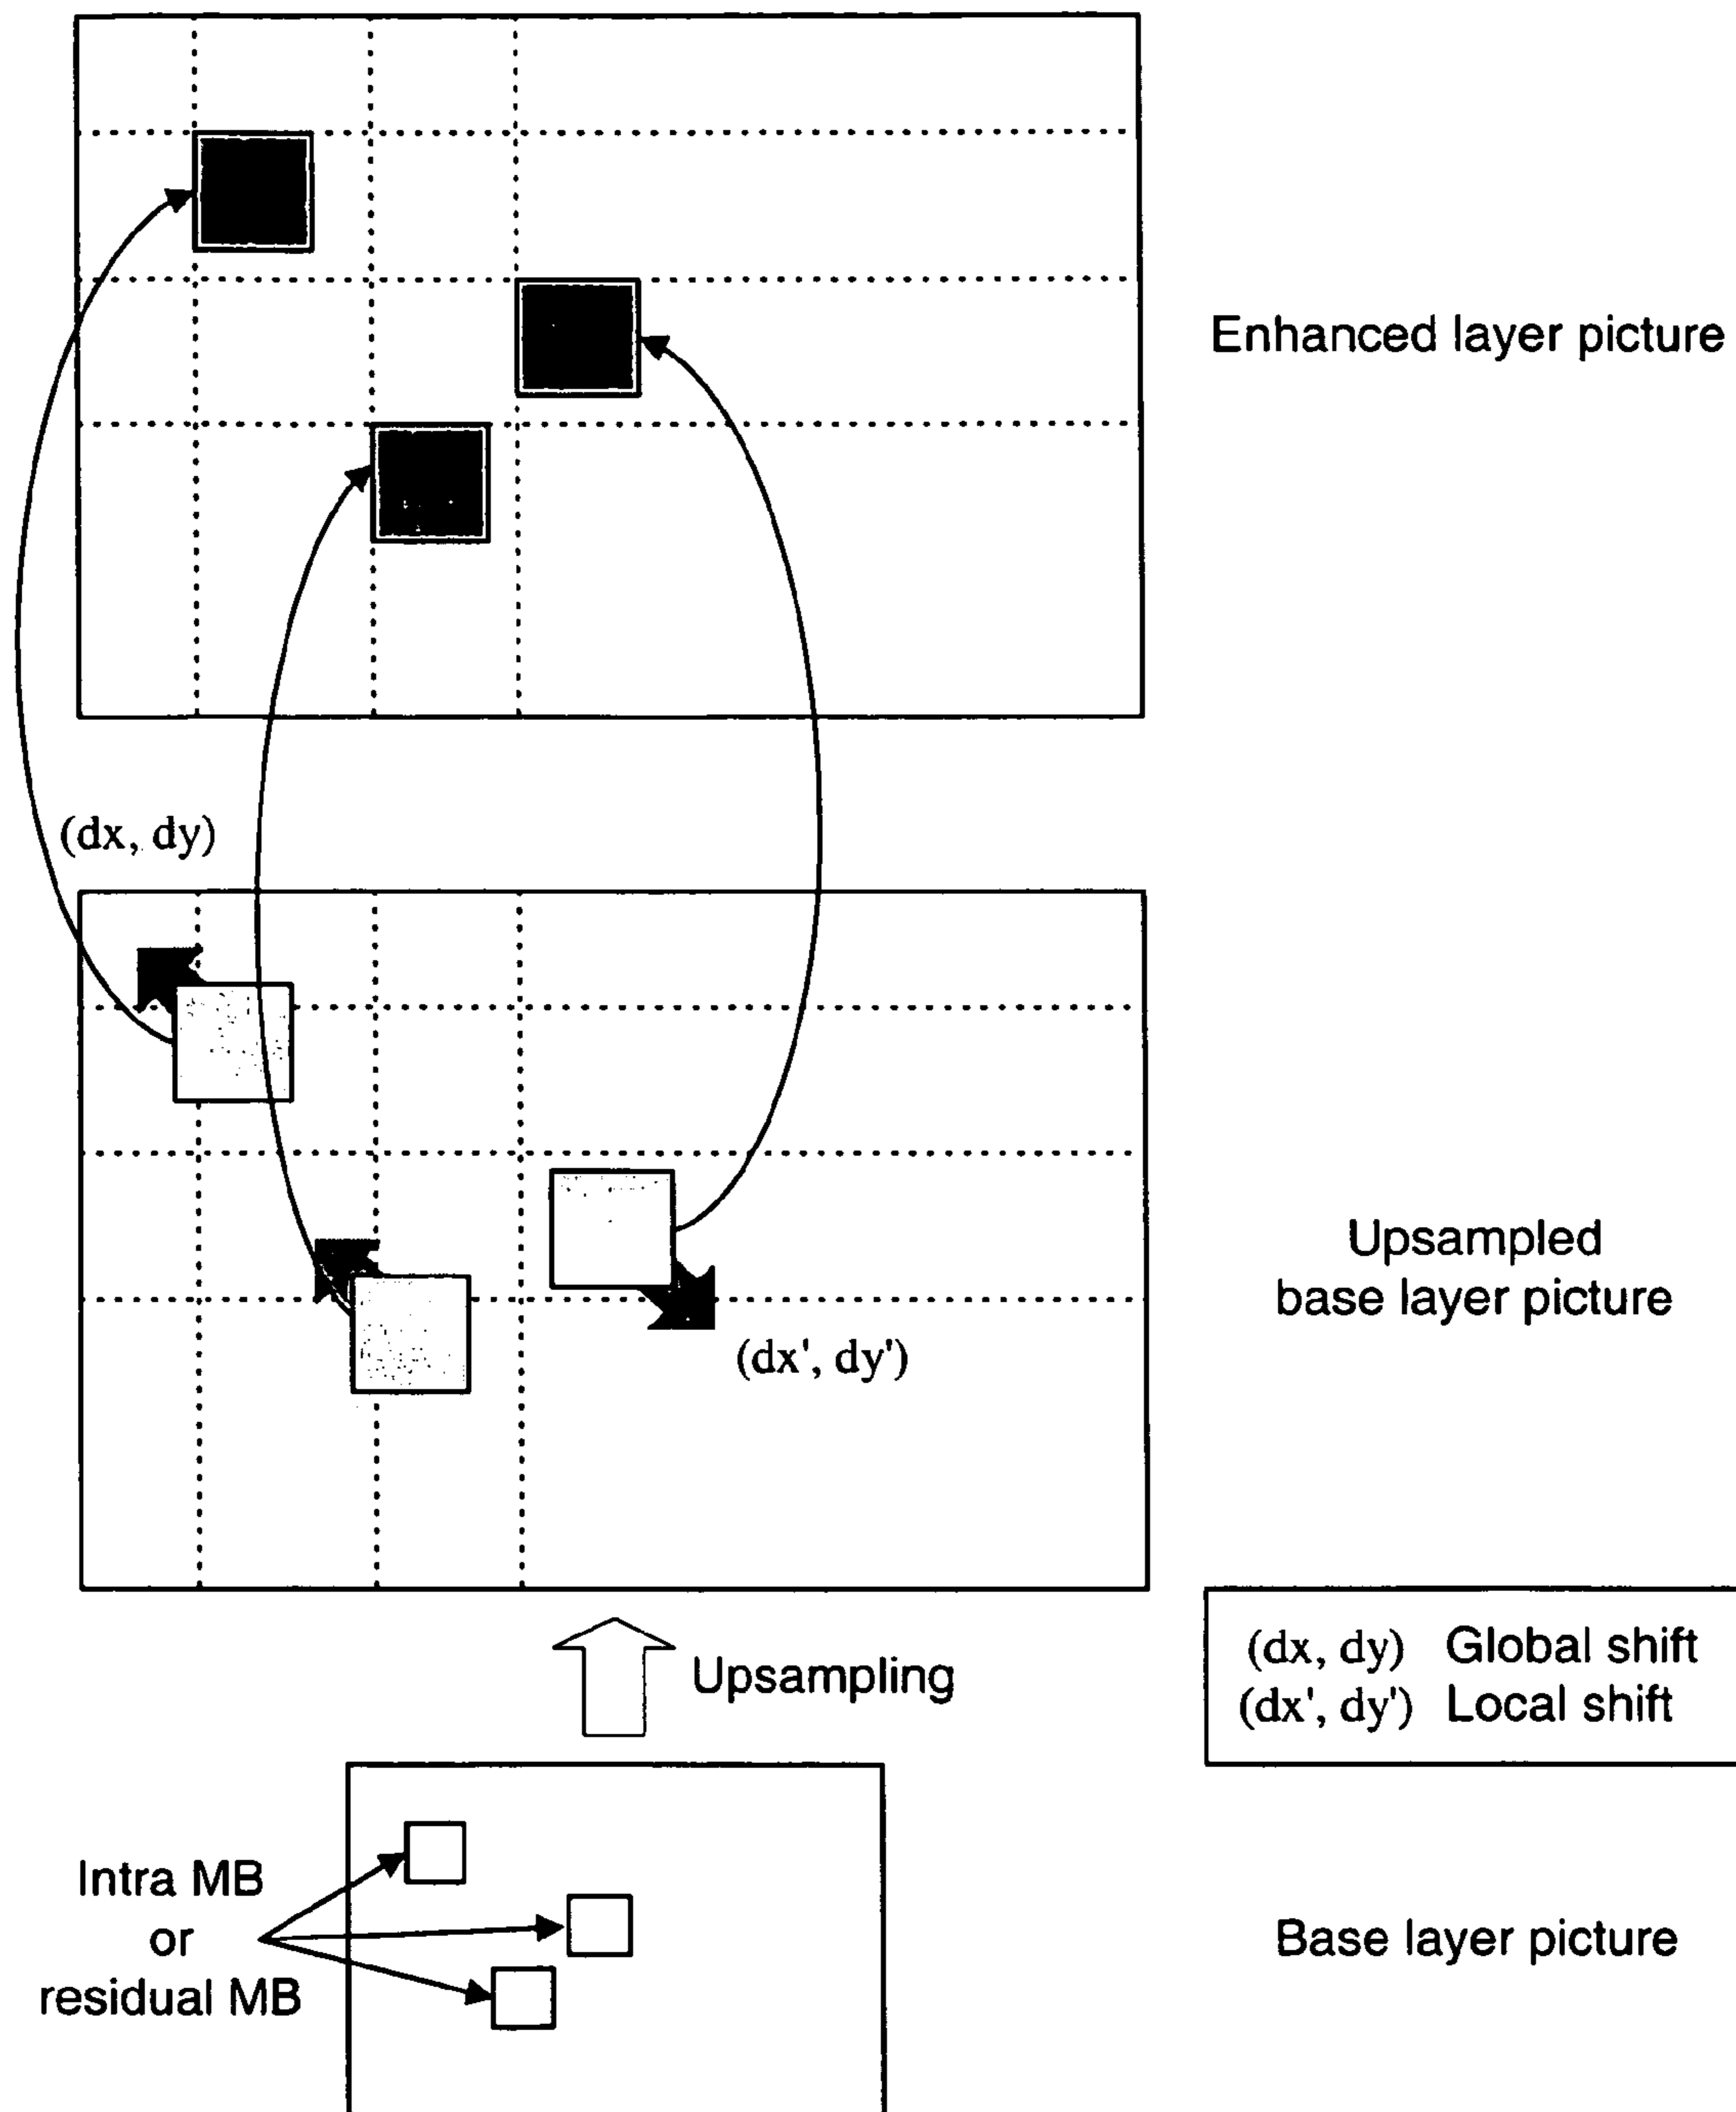 Enhanced layer picture
(dx, dy)
Upsampled
base layer picture
(dx', dy')
(dx, dy) Global shift
(dx', dy') Local shift
Upsampling
Intra MB
or
residual MB
Base layer picture